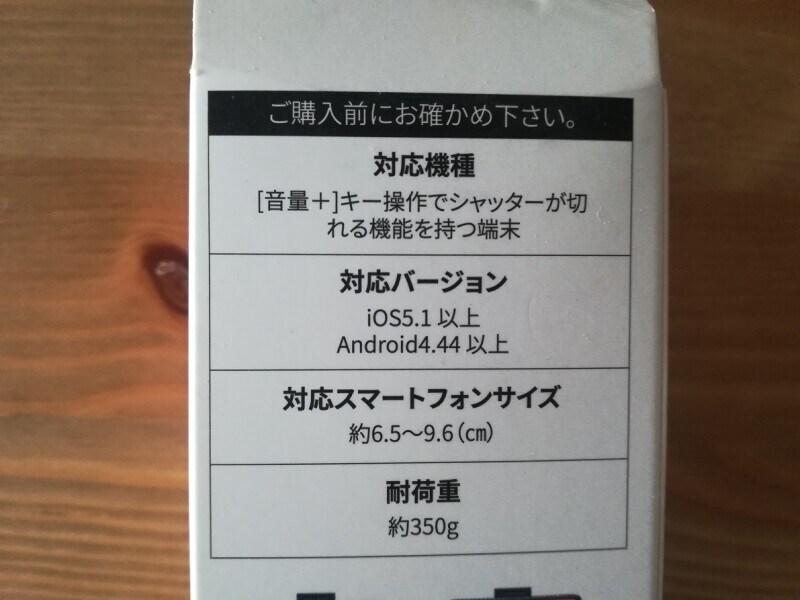 ご購入前にお確かめ下さい。
対応機種
[音量＋]キー操作でシャッターが切
れる機能を持つ端末
対応バージョン
iOS5.1 以上
Android4.44 以上
対応スマートフォンサイズ
約6.5～9.6（㎝）
耐荷重
約350g